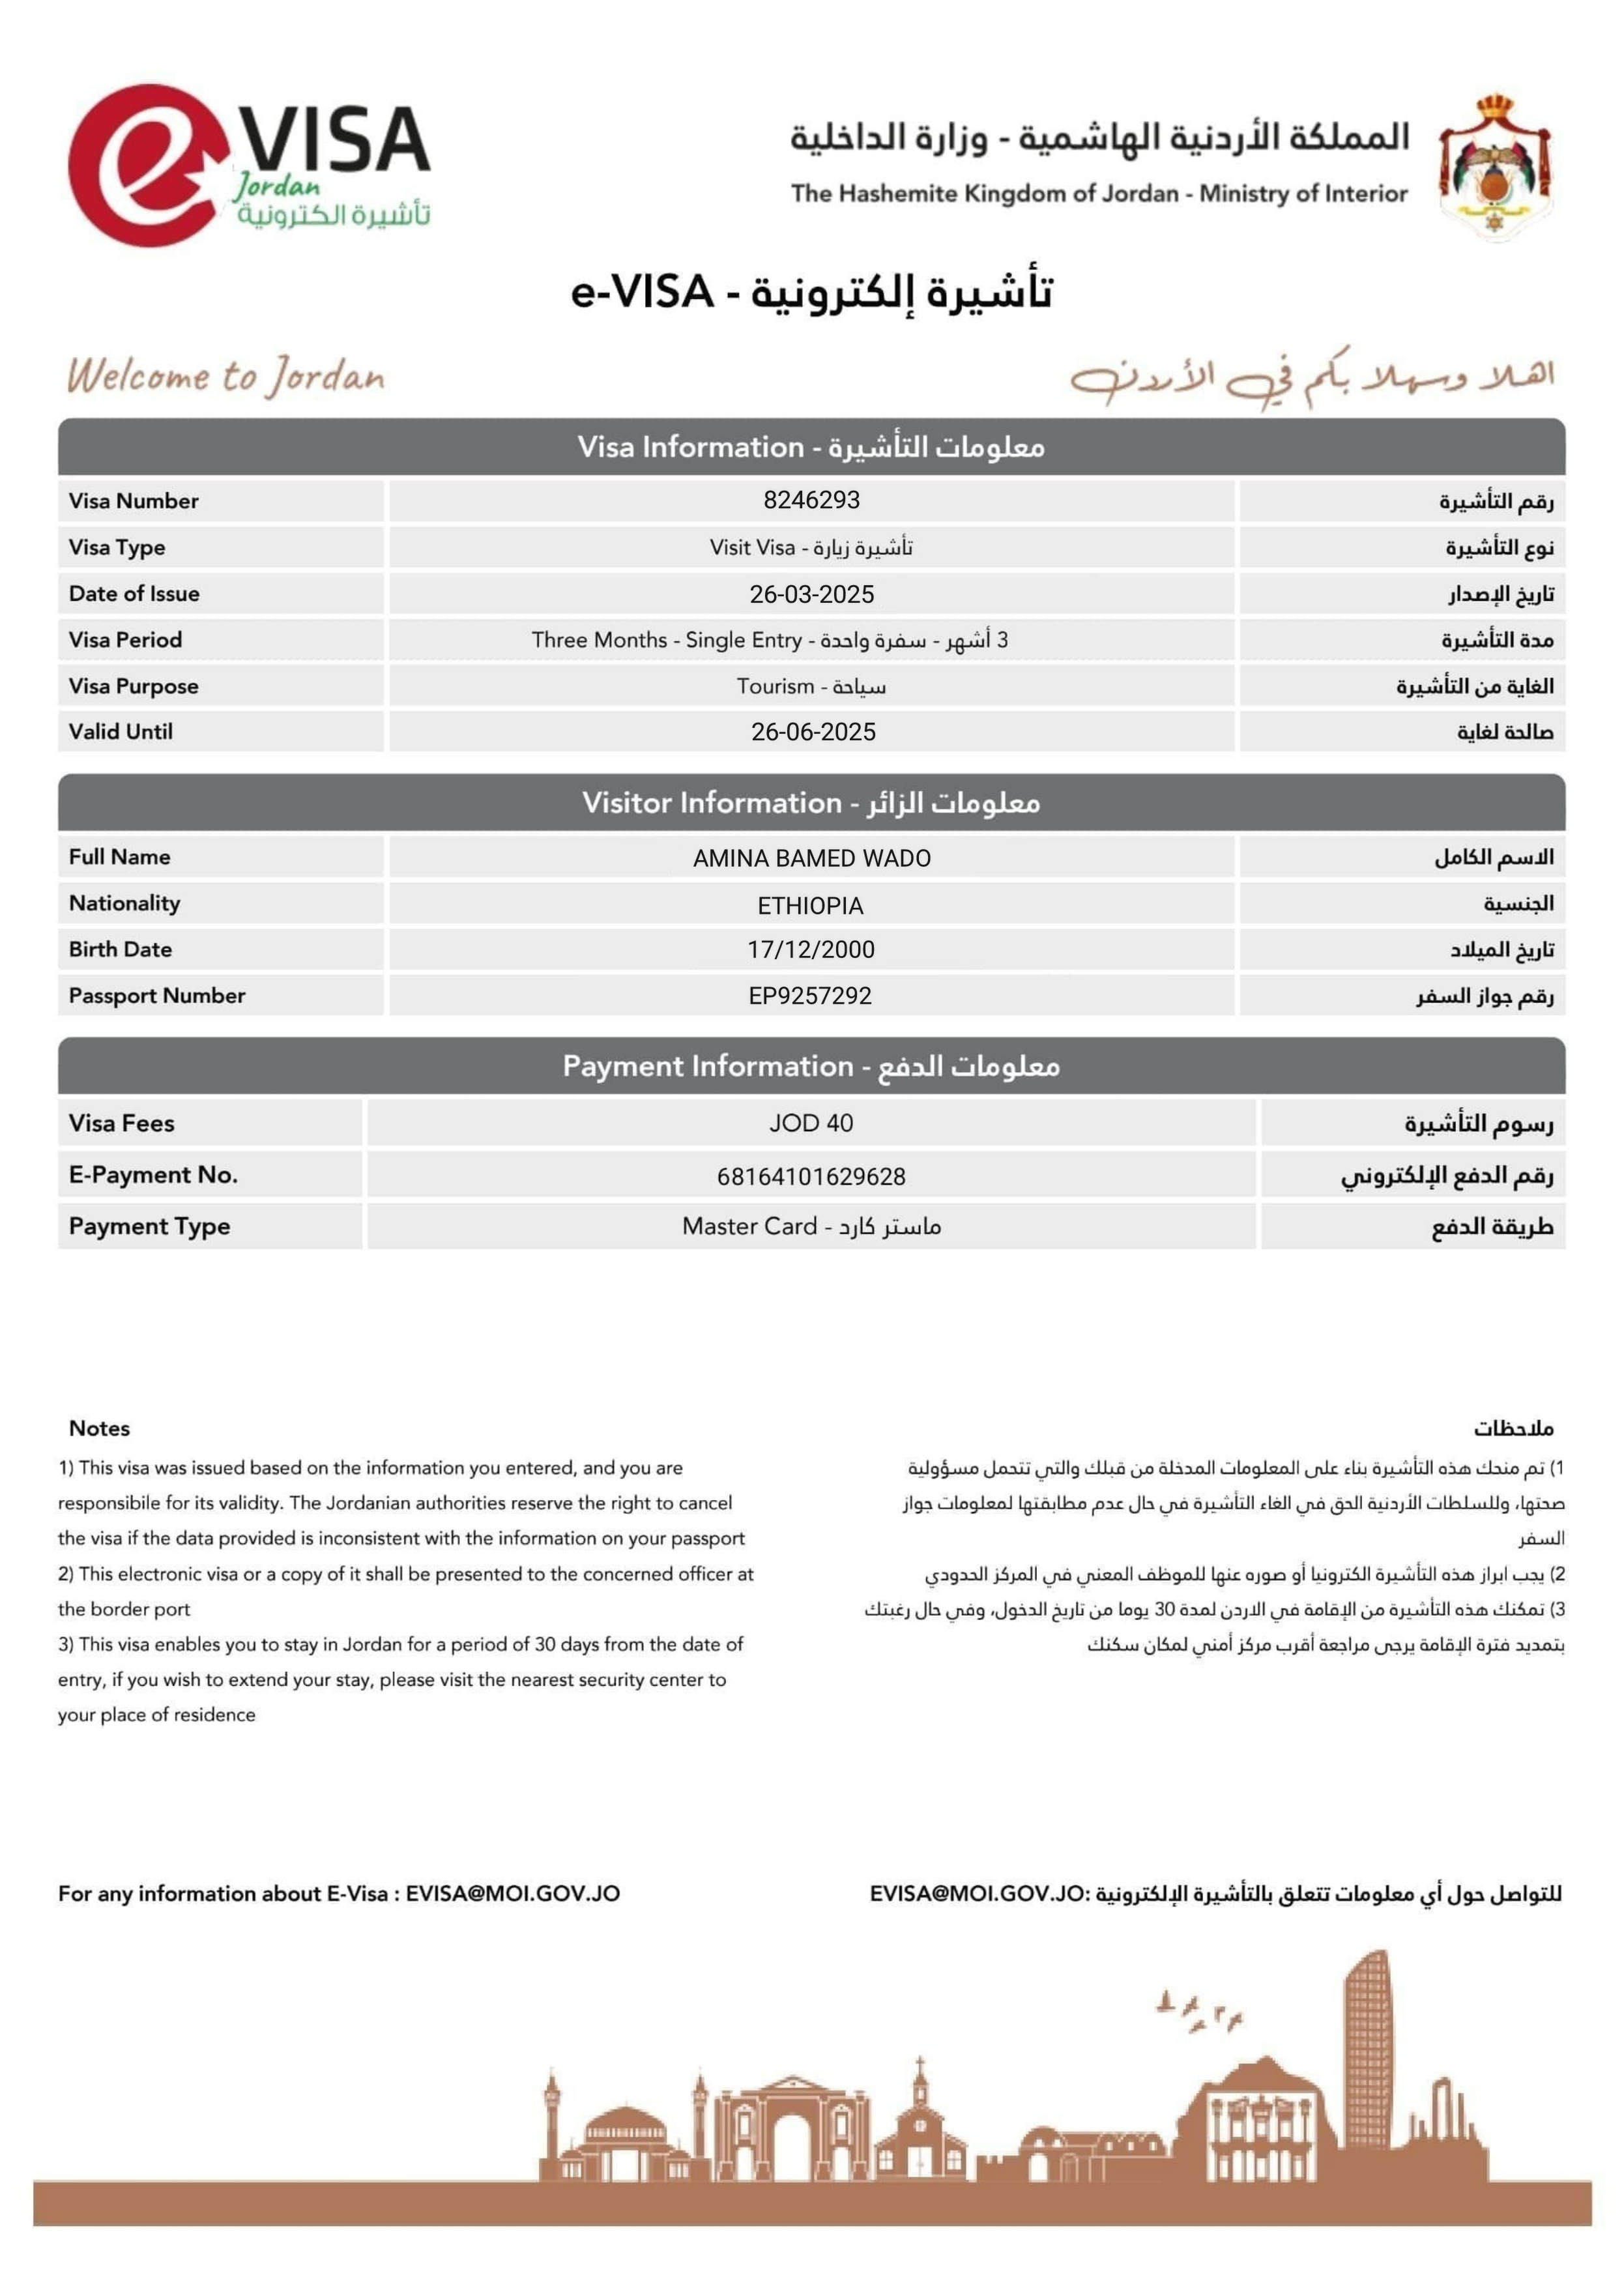 e VISA
Jordan
تأشيرة الكترونية
المملكة الأردنية الهاشمية - وزارة الداخلية
The Hashemite Kingdom of Jordan - Ministry of Interior
e-VISA - تأشيرة إلكترونية
Welcome to Jordan
اهلا وسهلا بكم في الأردن
Visa Information - معلومات التأشيرة
Visa Number 8246293 رقم التأشيرة
Visa Type Visit Visa - تأشيرة زيارة نوع التأشيرة
Date of Issue 26-03-2025 تاريخ الإصدار
Visa Period Three Months - Single Entry - 3 أشهر - سفرة واحدة مدة التأشيرة
Visa Purpose Tourism - سياحة الغاية من التأشيرة
Valid Until 26-06-2025 صالحة لغاية
Visitor Information - معلومات الزائر
Full Name AMINA BAMED WADO الاسم الكامل
Nationality ETHIOPIA الجنسية
Birth Date 17/12/2000 تاريخ الميلاد
Passport Number EP9257292 رقم جواز السفر
Payment Information - معلومات الدفع
Visa Fees JOD 40 رسوم التأشيرة
E-Payment No. 68164101629628 رقم الدفع الإلكتروني
Payment Type Master Card - ماستر كارد طريقة الدفع
Notes
1) This visa was issued based on the information you entered, and you are
responsibile for its validity. The Jordanian authorities reserve the right to cancel
the visa if the data provided is inconsistent with the information on your passport
2) This electronic visa or a copy of it shall be presented to the concerned officer at
the border port
3) This visa enables you to stay in Jordan for a period of 30 days from the date of
entry, if you wish to extend your stay, please visit the nearest security center to
your place of residence
ملاحظات
1) تم منحك هذه التأشيرة بناء على المعلومات المدخلة من قبلك والتي تتحمل مسؤولية
صحتها، وللسلطات الأردنية الحق في الغاء التأشيرة في حال عدم مطابقتها لمعلومات جواز
السفر
2) يجب ابراز هذه التأشيرة الكترونيا أو صوره عنها للموظف المعني في المركز الحدودي
3) تمكنك هذه التأشيرة من الإقامة في الاردن لمدة 30 يوما من تاريخ الدخول، وفي حال رغبتك
بتمديد فترة الإقامة يرجى مراجعة أقرب مركز أمني لمكان سكنك
For any information about E-Visa : EVISA@MOI.GOV.JO
للتواصل حول أي معلومات تتعلق بالتأشيرة الإلكترونية :EVISA@MOI.GOV.JO